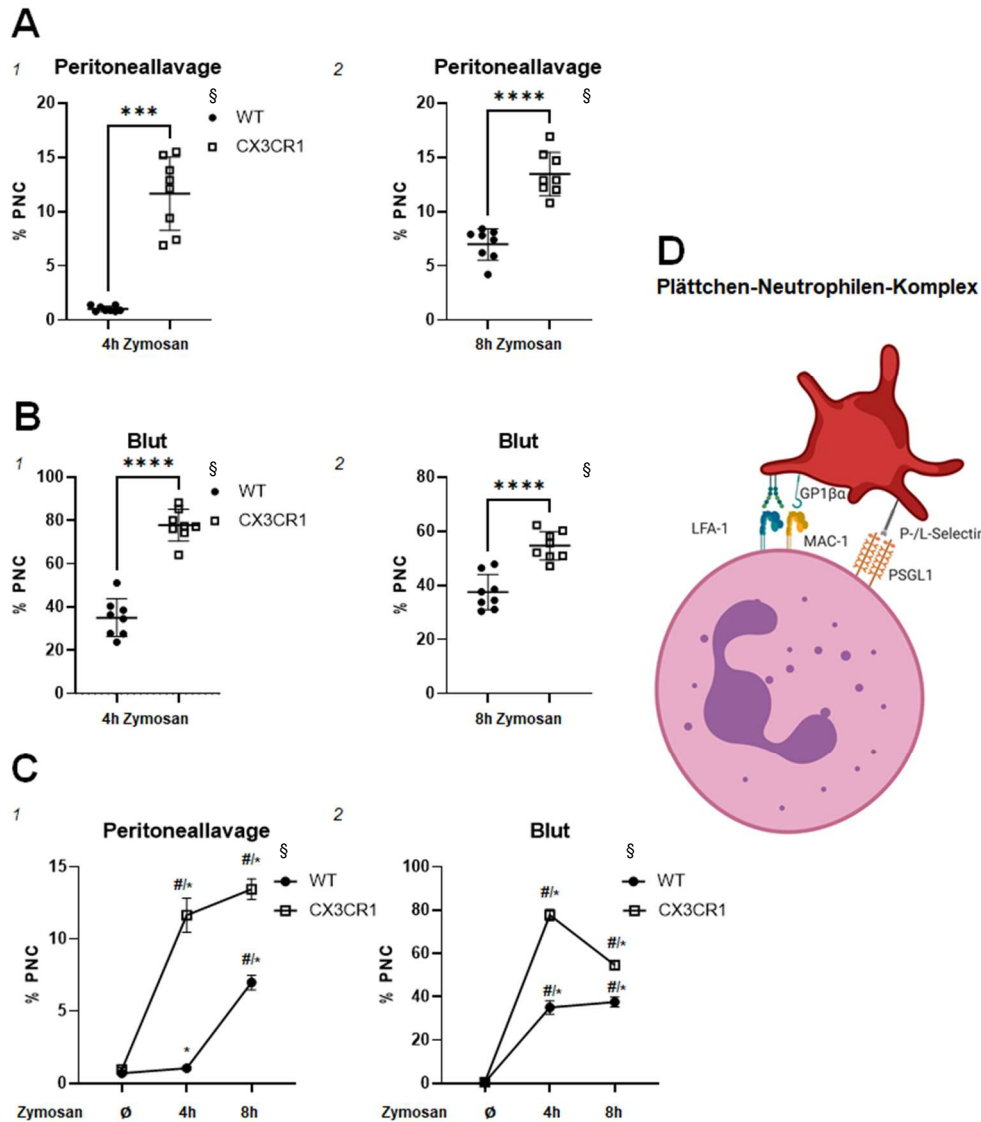 A
1
Peritoneallavage
§
*** WT
CX3CR1
20
15
10
5
0
% PNC
4h Zymosan
2
Peritoneallavage
§
****
20
15
10
5
0
% PNC
8h Zymosan
B
1
Blut
§
**** WT
CX3CR1
100
80
60
40
20
0
% PNC
4h Zymosan
2
Blut
§
****
80
60
40
20
0
% PNC
8h Zymosan
C
1
Peritoneallavage
§
WT
CX3CR1
15
10
5
0
% PNC
#/*
#/*
#/*
*
Zymosan ø 4h 8h
2
Blut
§
WT
CX3CR1
100
80
60
40
20
0
% PNC
#/*
#/*
#/*
#/*
ø 4h 8h
D
Plättchen-Neutrophilen-Komplex
GP1βα
LFA-1
MAC-1
P-/L-Selectin
PSGL1